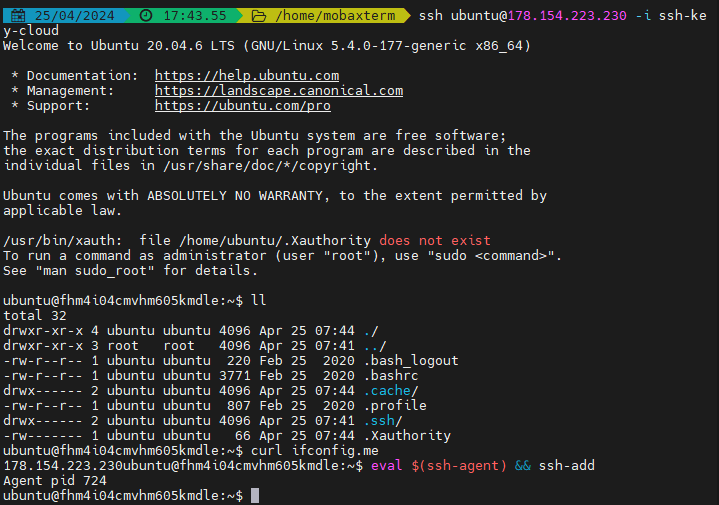 25/04/2024 17:43.55 /home/mobaxterm ssh ubuntu@178.154.223.230 -i ssh-ke
y-cloud
Welcome to Ubuntu 20.04.6 LTS (GNU/Linux 5.4.0-177-generic x86_64)
* Documentation: https://help.ubuntu.com
* Management: https://landscape.canonical.com
* Support: https://ubuntu.com/pro
The programs included with the Ubuntu system are free software;
the exact distribution terms for each program are described in the
individual files in /usr/share/doc/*/copyright.
Ubuntu comes with ABSOLUTELY NO WARRANTY, to the extent permitted by
applicable law.
/usr/bin/xauth: file /home/ubuntu/.Xauthority does not exist
To run a command as administrator (user "root"), use "sudo <command>".
See "man sudo_root" for details.
ubuntu@fhm4i04cmvhm605kmdle:~$ ll
total 32
drwxr-xr-x 4 ubuntu ubuntu 4096 Apr 25 07:44 ./
drwxr-xr-x 3 root root 4096 Apr 25 07:41 ../
-rw-r--r-- 1 ubuntu ubuntu 220 Feb 25 2020 .bash_logout
-rw-r--r-- 1 ubuntu ubuntu 3771 Feb 25 2020 .bashrc
drwx------ 2 ubuntu ubuntu 4096 Apr 25 07:44 .cache/
-rw-r--r-- 1 ubuntu ubuntu 807 Feb 25 2020 .profile
drwx------ 2 ubuntu ubuntu 4096 Apr 25 07:41 .ssh/
-rw------- 1 ubuntu ubuntu 66 Apr 25 07:44 .Xauthority
ubuntu@fhm4i04cmvhm605kmdle:~$ curl ifconfig.me
178.154.223.230ubuntu@fhm4i04cmvhm605kmdle:~$ eval $(ssh-agent) && ssh-add
Agent pid 724
ubuntu@fhm4i04cmvhm605kmdle:~$